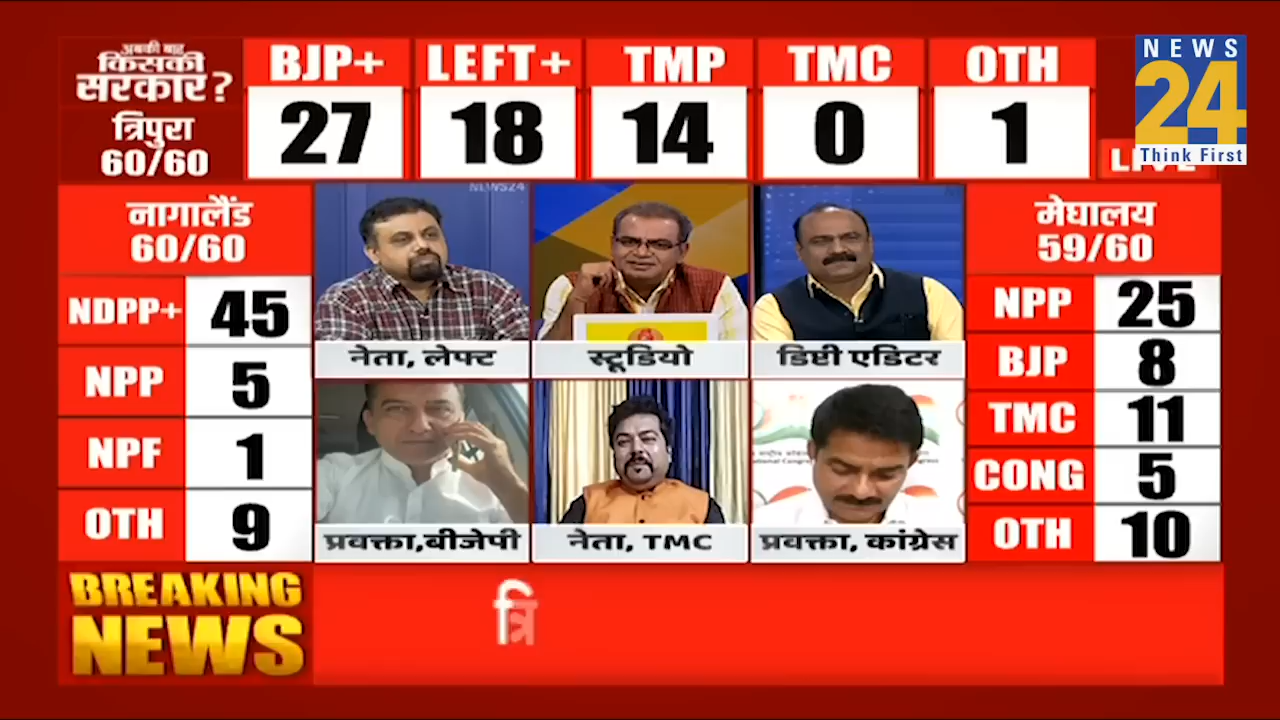 अबकी बार
किसकी
सरकार?
त्रिपुरा
60/60
BJP+ LEFT+ TMP TMC OTH
27 18 14 0 1
NEWS
24
Think First
LIVE
नागालैंड
60/60
NDPP+ 45
NPP 5
NPF 1
OTH 9
NEWS24
नेता, लेफ्ट
स्टूडियो
डिप्टी एडिटर
प्रवक्ता,बीजेपी
नेता, TMC
प्रवक्ता, कांग्रेस
मेघालय
59/60
NPP 25
BJP 8
TMC 11
CONG 5
OTH 10
BREAKING
NEWS
त्रि